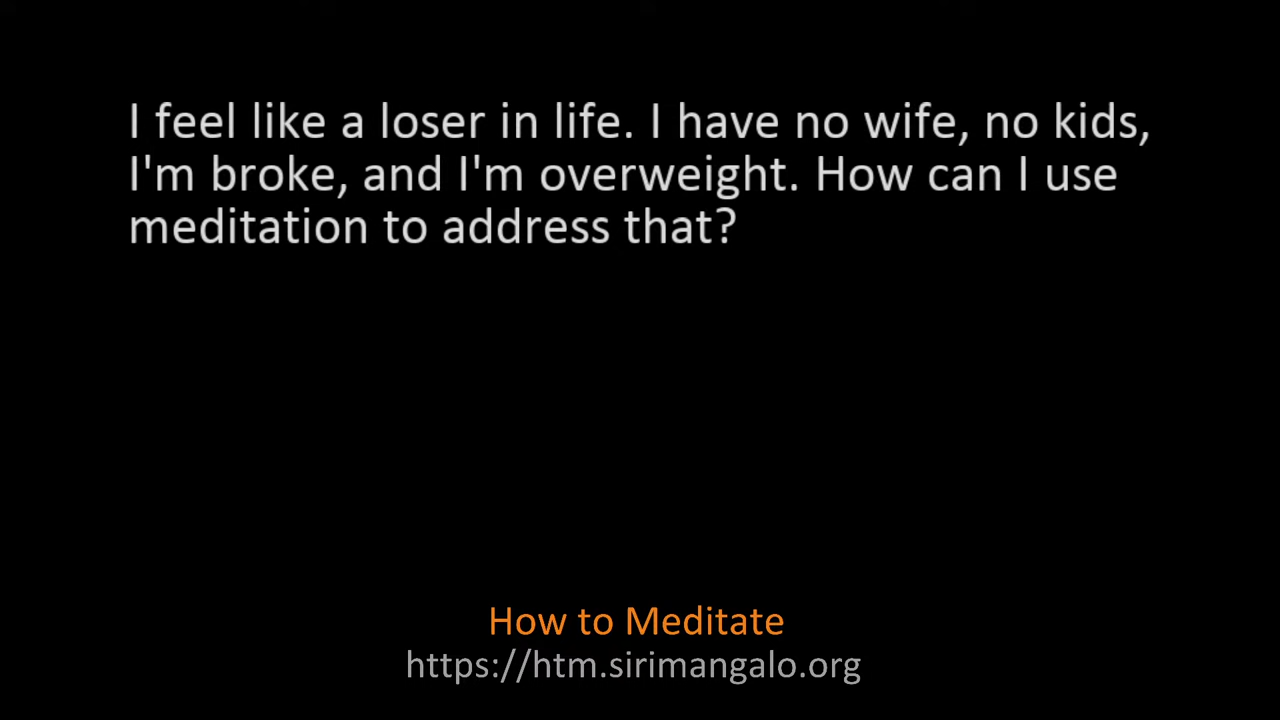 I feel like a loser in life. I have no wife, no kids,
I'm broke, and I'm overweight. How can I use
meditation to address that?
How to Meditate
https://htm.sirimangalo.org